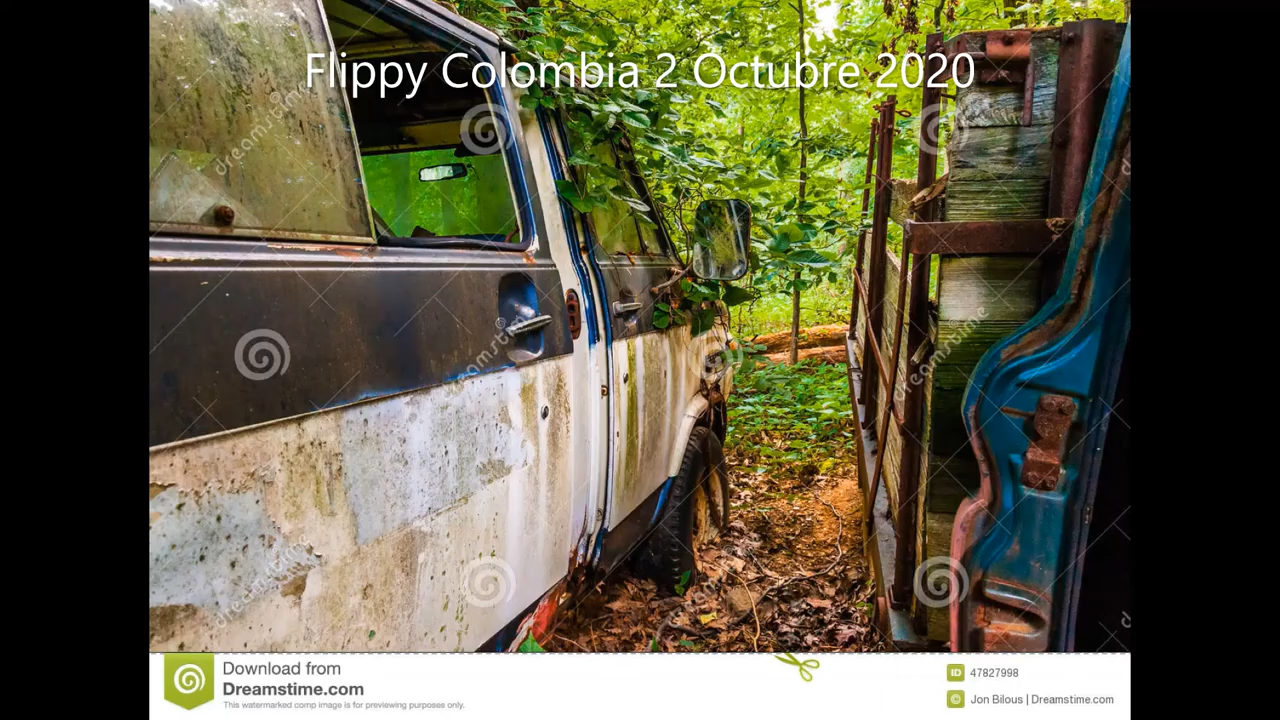 Flippy Colombia 2 Octubre 2020
dreamstime
Download from
Dreamstime.com
This watermarked comp image is for previewing purposes only.
ID 47827998
© Jon Bilous | Dreamstime.com